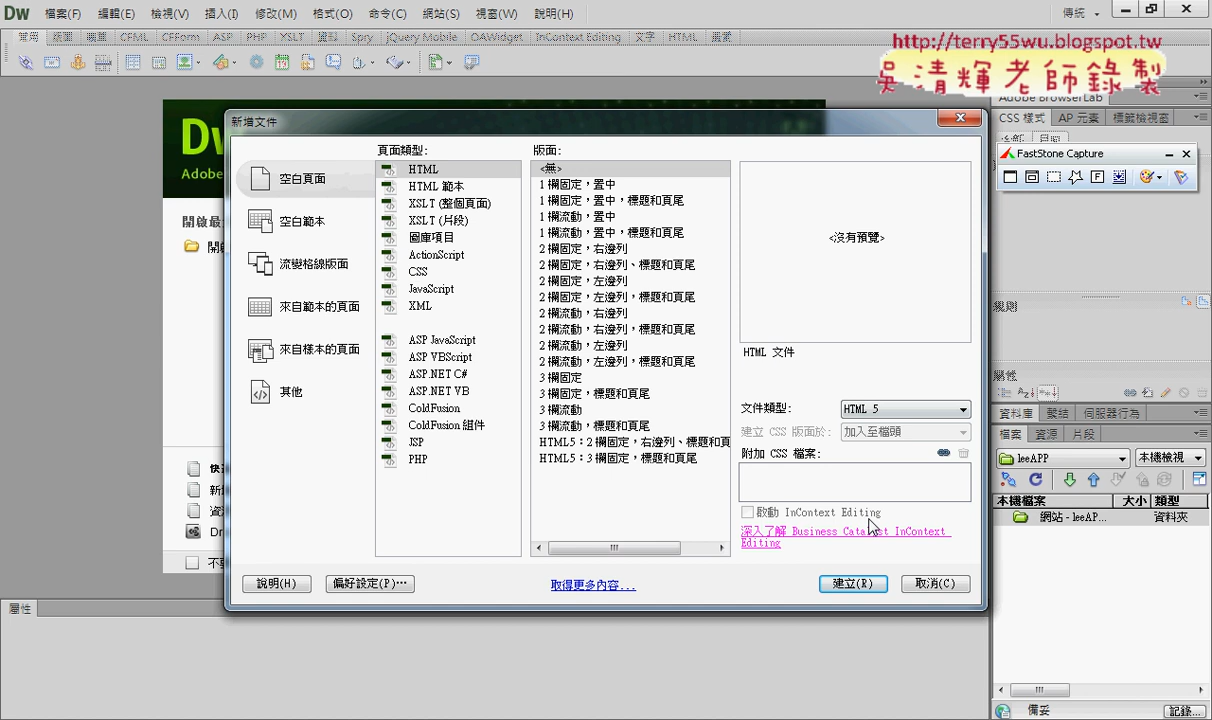 Dw 檔案(F) 編輯(E) 檢視(V) 插入(I) 修改(M) 格式(O) 命令(C) 網站(S) 視窗(W) 說明(H) 傳統
常用 CFML CFForm ASP PHP XSLT Spry jQuery Mobile OAWidget InContext Editing 文字 HTML
http://terry55wu.blogspot.tw
吳清輝老師錄製
Adobe BrowserLab
CSS 樣式 AP 元素 標籤檢視窗
FastStone Capture
Dw
Adobe
開啟最
開
新增文件
頁面類型:
版面:
空白頁面
空白範本
流變格線版面
來自範本的頁面
來自樣本的頁面
其他
HTML
HTML 範本
XSLT (整個頁面)
XSLT (片段)
圖庫項目
ActionScript
CSS
JavaScript
XML
ASP JavaScript
ASP VBScript
ASP.NET C#
ASP.NET VB
ColdFusion
ColdFusion 組件
JSP
PHP
<無>
1 欄固定，置中
1 欄固定，置中，標題和頁尾
1 欄流動，置中
1 欄流動，置中，標題和頁尾
2 欄固定，右邊列
2 欄固定，右邊列、標題和頁尾
2 欄固定，左邊列
2 欄固定，左邊列，標題和頁尾
2 欄流動，右邊列
2 欄流動，右邊列，標題和頁尾
2 欄流動，左邊列
2 欄流動，左邊列，標題和頁尾
3 欄固定
3 欄固定，標題和頁尾
3 欄流動
3 欄流動，標題和頁尾
HTML5：2 欄固定，右邊列、標題和頁
HTML5：3 欄固定，標題和頁尾
<沒有預覽>
HTML 文件
文件類型:
HTML 5
建立 CSS 版面於:
加入至檔頭
附加 CSS 檔案:
啟動 InContext Editing
深入了解 Business Catalyst InContext
Editing
說明(H)
偏好設定(P)...
取得更多內容...
建立(R)
取消(C)
快
新
資
Dr
不
屬性
規則
屬性
資料庫 繫結 伺服器行為
檔案 資源 片段
leeAPP
本機檢視
本機檔案 大小 類型
網站 - leeAP... 資料夾
備妥
記錄...